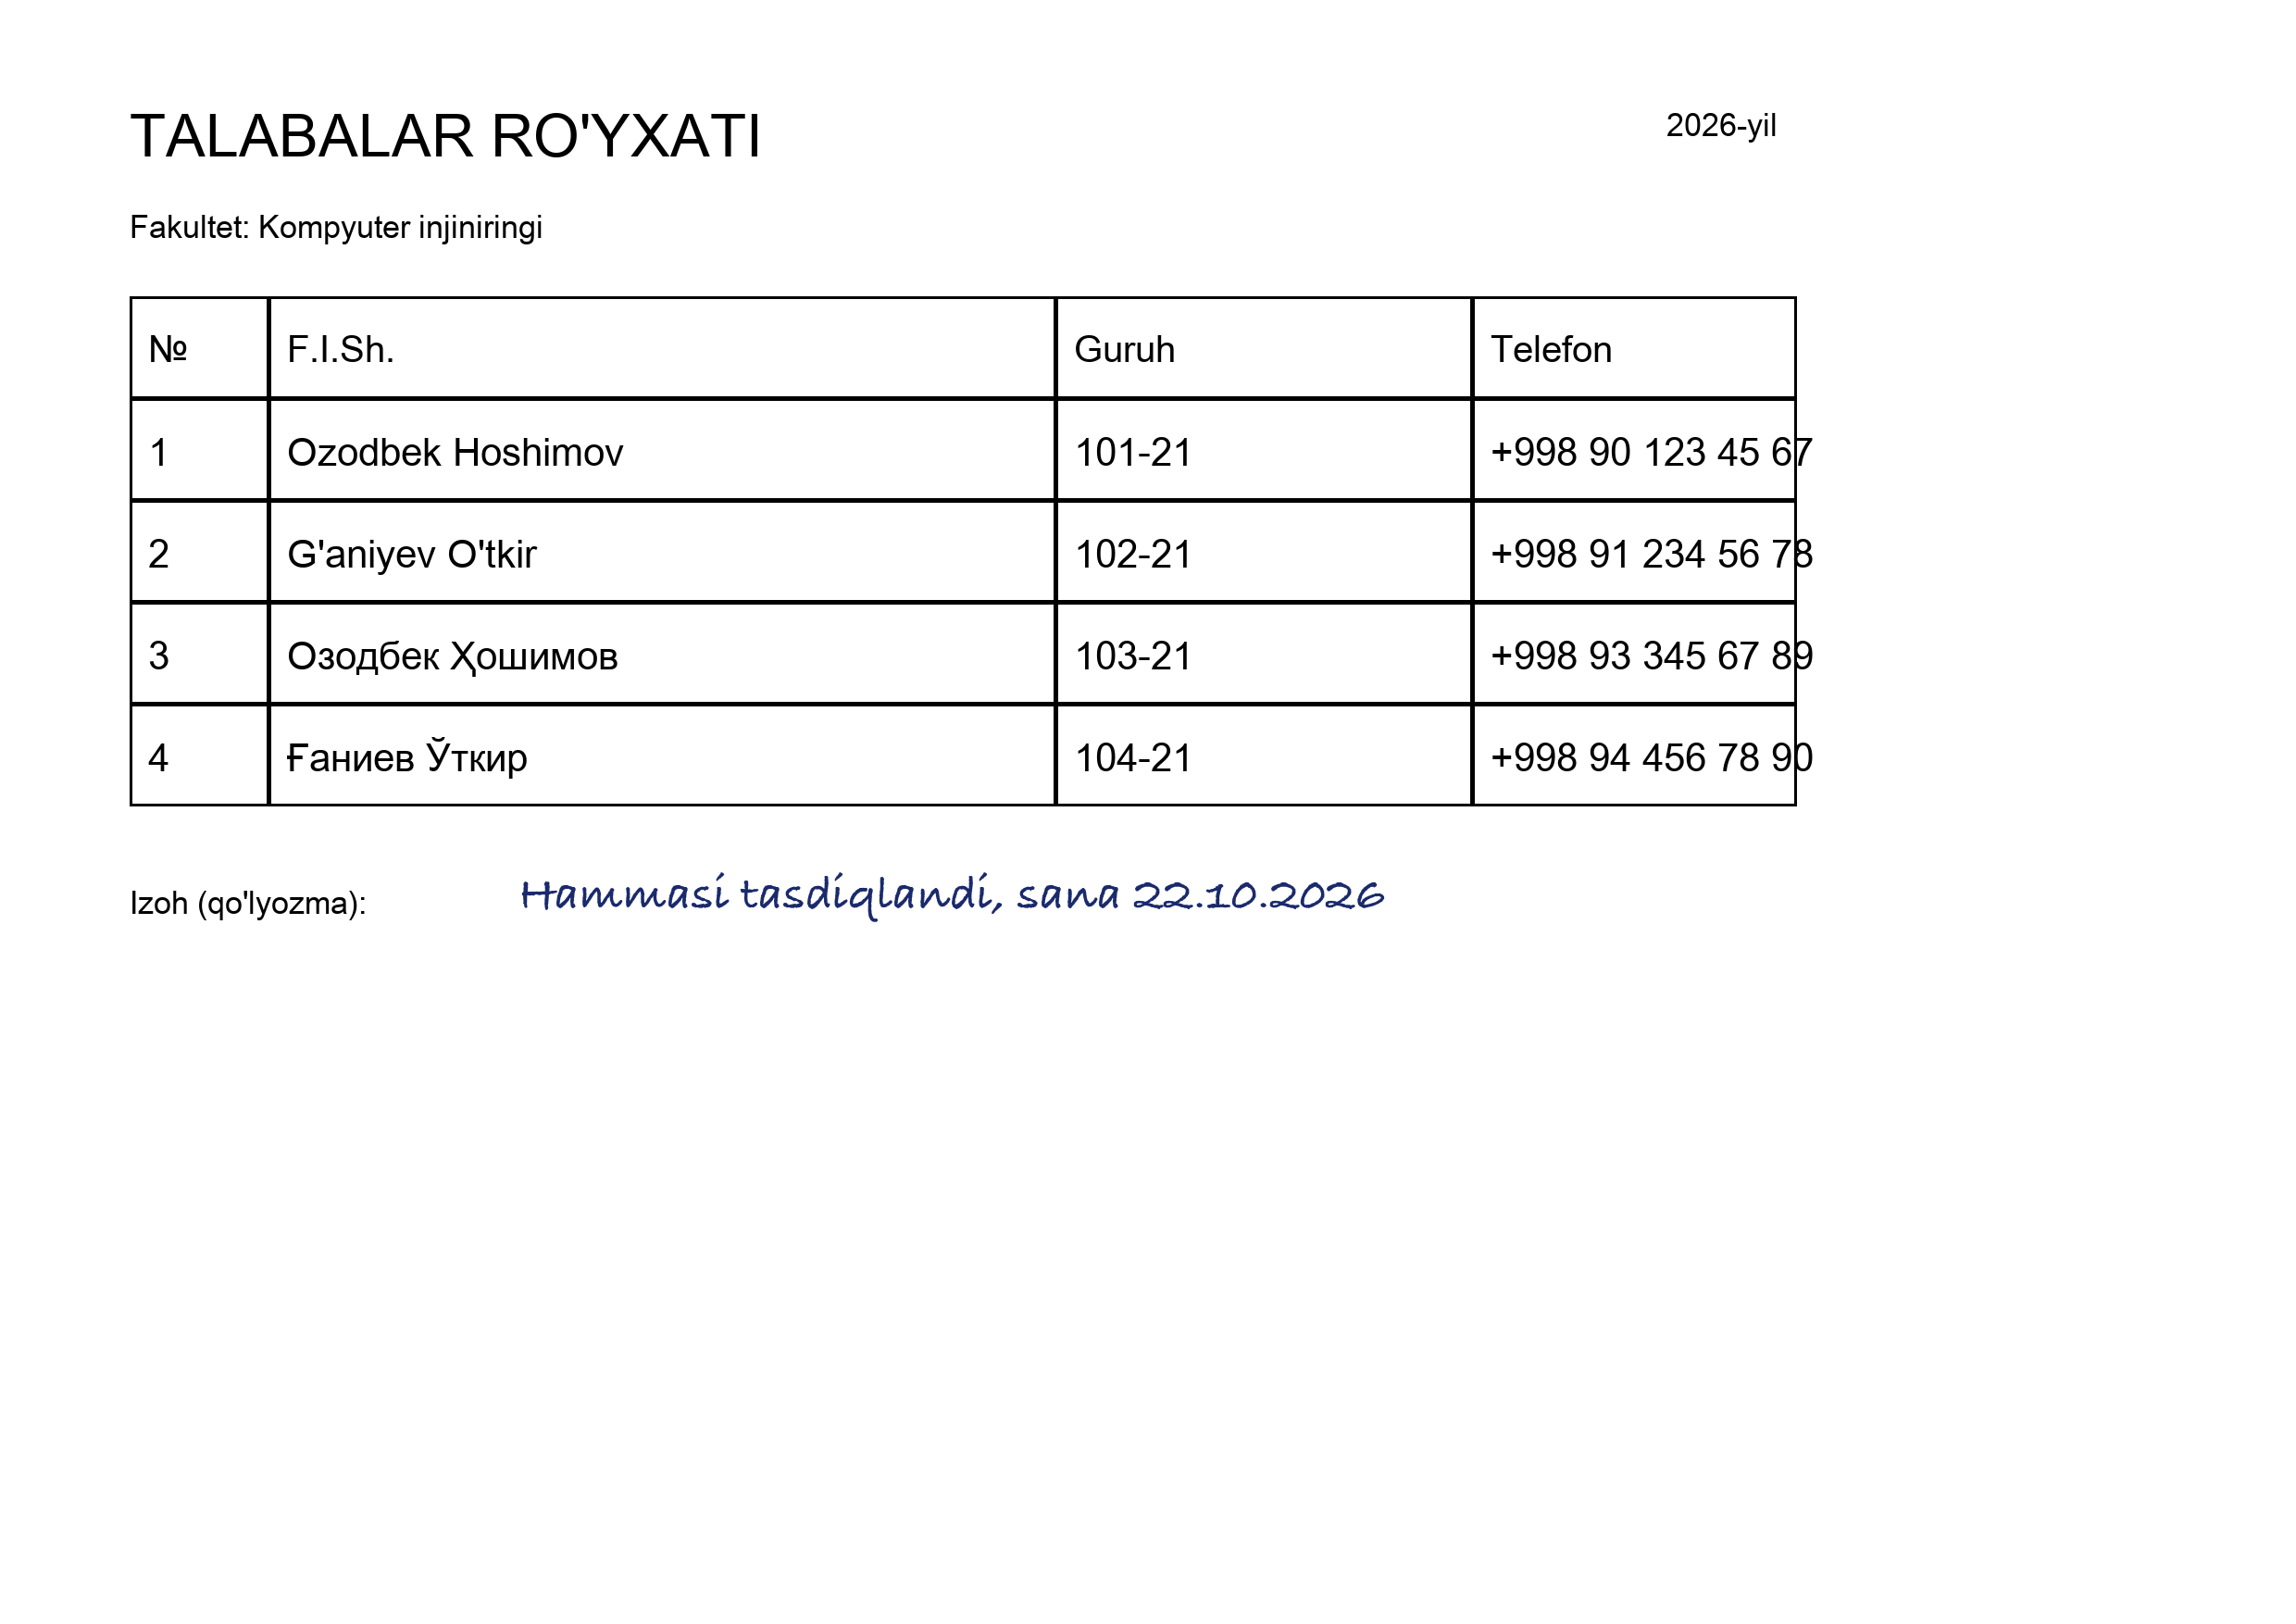 TALABALAR RO'YXATI
2026-yil
Fakultet: Kompyuter injiniringi
№ F.I.Sh. Guruh Telefon
1 Ozodbek Hoshimov 101-21 +998 90 123 45 67
2 G'aniyev O'tkir 102-21 +998 91 234 56 78
3 Озодбек Ҳошимов 103-21 +998 93 345 67 89
4 Ғаниев Ўткир 104-21 +998 94 456 78 90
Izoh (qo'lyozma): Hammasi tasdiqlandi, sana 22.10.2026